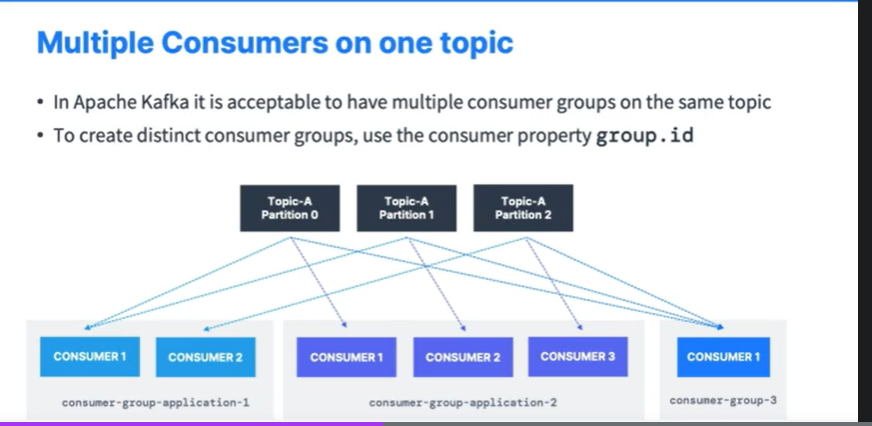 Multiple Consumers on one topic
• In Apache Kafka it is acceptable to have multiple consumer groups on the same topic
• To create distinct consumer groups, use the consumer property group.id
Topic-A
Partition 0
Topic-A
Partition 1
Topic-A
Partition 2
CONSUMER 1
CONSUMER 2
consumer-group-application-1
CONSUMER 1
CONSUMER 2
CONSUMER 3
consumer-group-application-2
CONSUMER 1
consumer-group-3